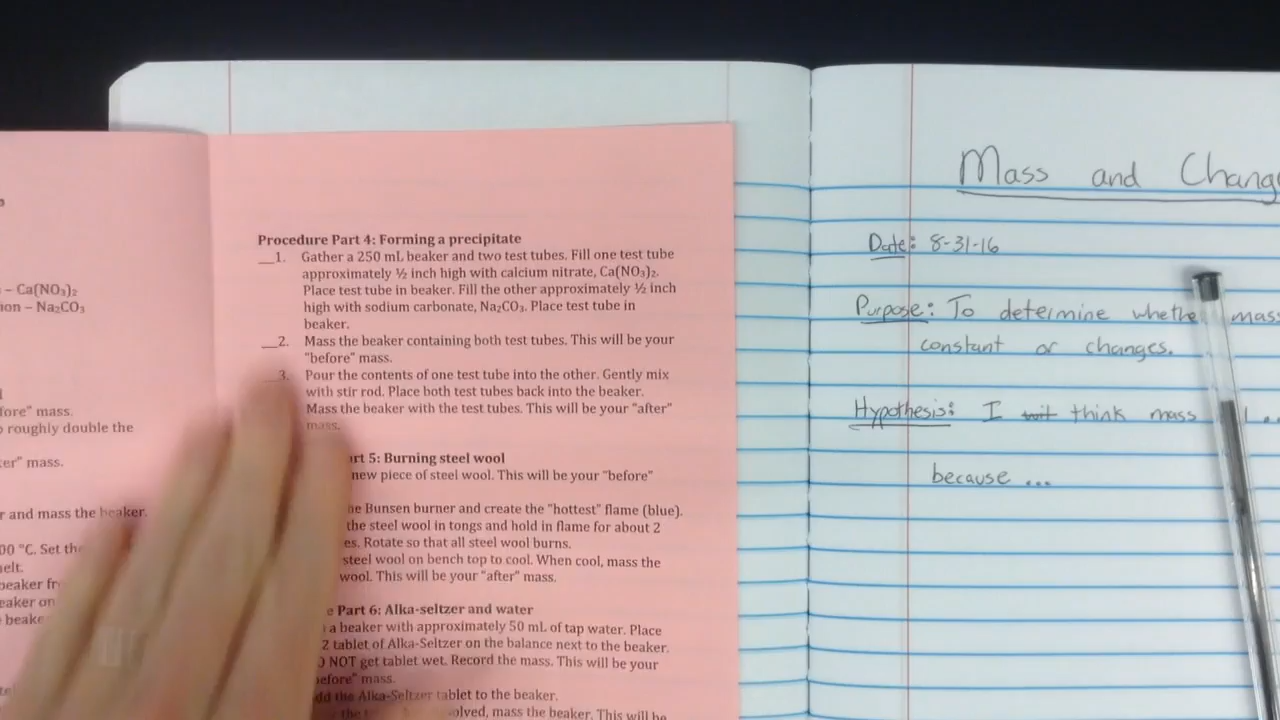 – Ca(NO₃)₂
ion – Na₂CO₃
fore" mass.
roughly double the
ter" mass.
r and mass the beaker.
00 °C. Set the
melt.
beaker
eaker on
beake
Procedure Part 4: Forming a precipitate
__1. Gather a 250 mL beaker and two test tubes. Fill one test tube
approximately ½ inch high with calcium nitrate, Ca(NO₃)₂.
Place test tube in beaker. Fill the other approximately ½ inch
high with sodium carbonate, Na₂CO₃. Place test tube in
beaker.
__2. Mass the beaker containing both test tubes. This will be your
"before" mass.
__3. Pour the contents of one test tube into the other. Gently mix
with stir rod. Place both test tubes back into the beaker.
Mass the beaker with the test tubes. This will be your "after"
mass.
art 5: Burning steel wool
new piece of steel wool. This will be your "before"
he Bunsen burner and create the "hottest" flame (blue).
the steel wool in tongs and hold in flame for about 2
es. Rotate so that all steel wool burns.
steel wool on bench top to cool. When cool, mass the
wool. This will be your "after" mass.
e Part 6: Alka-seltzer and water
a beaker with approximately 50 mL of tap water. Place
2 tablet of Alka-Seltzer on the balance next to the beaker.
O NOT get tablet wet. Record the mass. This will be your
before" mass.
dd the Alka-Seltzer tablet to the beaker.
olved, mass the beaker. This will be
Mass and Chang
Date: 8-31-16
Purpose: To determine whethe mass
constant or changes.
Hypothesis: I think mass
because ...